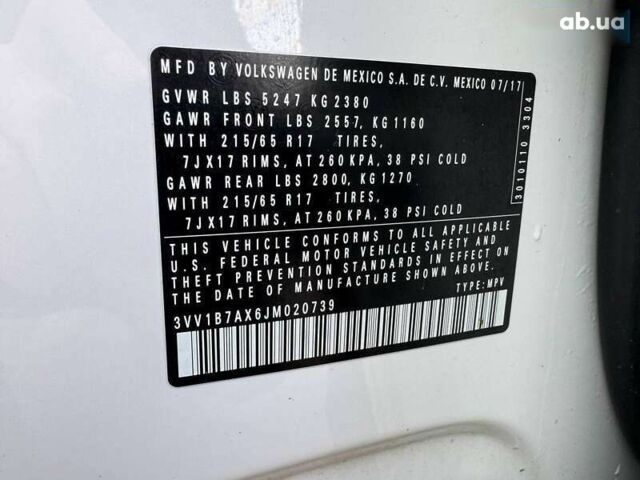 ab.ua
MFD BY VOLKSWAGEN DE MEXICO S.A. DE C.V. MEXICO 07/17
GVWR LBS 5247 KG 2380
GAWR FRONT LBS 2557, KG 1160
WITH 215/65 R17 TIRES,
7JX17 RIMS, AT 260 KPA, 38 PSI COLD
GAWR REAR LBS 2800, KG 1270
WITH 215/65 R17 TIRES,
7JX17 RIMS, AT 260 KPA, 38 PSI COLD
3010110 3304
THIS VEHICLE CONFORMS TO ALL APPLICABLE
U.S. FEDERAL MOTOR VEHICLE SAFETY AND
THEFT PREVENTION STANDARDS IN EFFECT ON
THE DATE OF MANUFACTURE SHOWN ABOVE.
3VV1B7AX6JM020739 TYPE: MPV